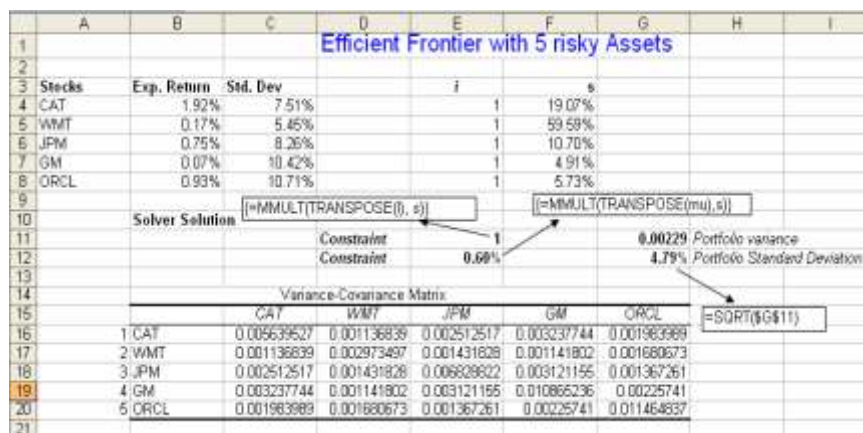 A B C D E F G H I
1 Efficient Frontier with 5 risky Assets
2
3 Stocks Exp. Return Std. Dev i s
4 CAT 1.92% 7.51% 1 19.07%
5 WMT 0.17% 5.45% 1 59.59%
6 JPM 0.75% 8.26% 1 10.70%
7 GM 0.07% 10.42% 1 4.91%
8 ORCL 0.93% 10.71% 1 5.73%
9 {=MMULT(TRANSPOSE(i), s)} {=MMULT(TRANSPOSE(mu),s)}
10 Solver Solution
11 Constraint 1 0.00229 Portfolio variance
12 Constraint 0.60% 4.79% Portfolio Standard Deviation
13
14 Variance-Covariance Matrix
15 CAT WMT JPM GM ORCL =SQRT($G$11)
16 1 CAT 0.005639527 0.001136839 0.002512517 0.003237744 0.001983989
17 2 WMT 0.001136839 0.002973497 0.001431828 0.001141802 0.001680673
18 3 JPM 0.002512517 0.001431828 0.006828822 0.003121155 0.001367261
19 4 GM 0.003237744 0.001141802 0.003121155 0.010865236 0.00225741
20 5 ORCL 0.001983989 0.001680673 0.001367261 0.00225741 0.011464837
21